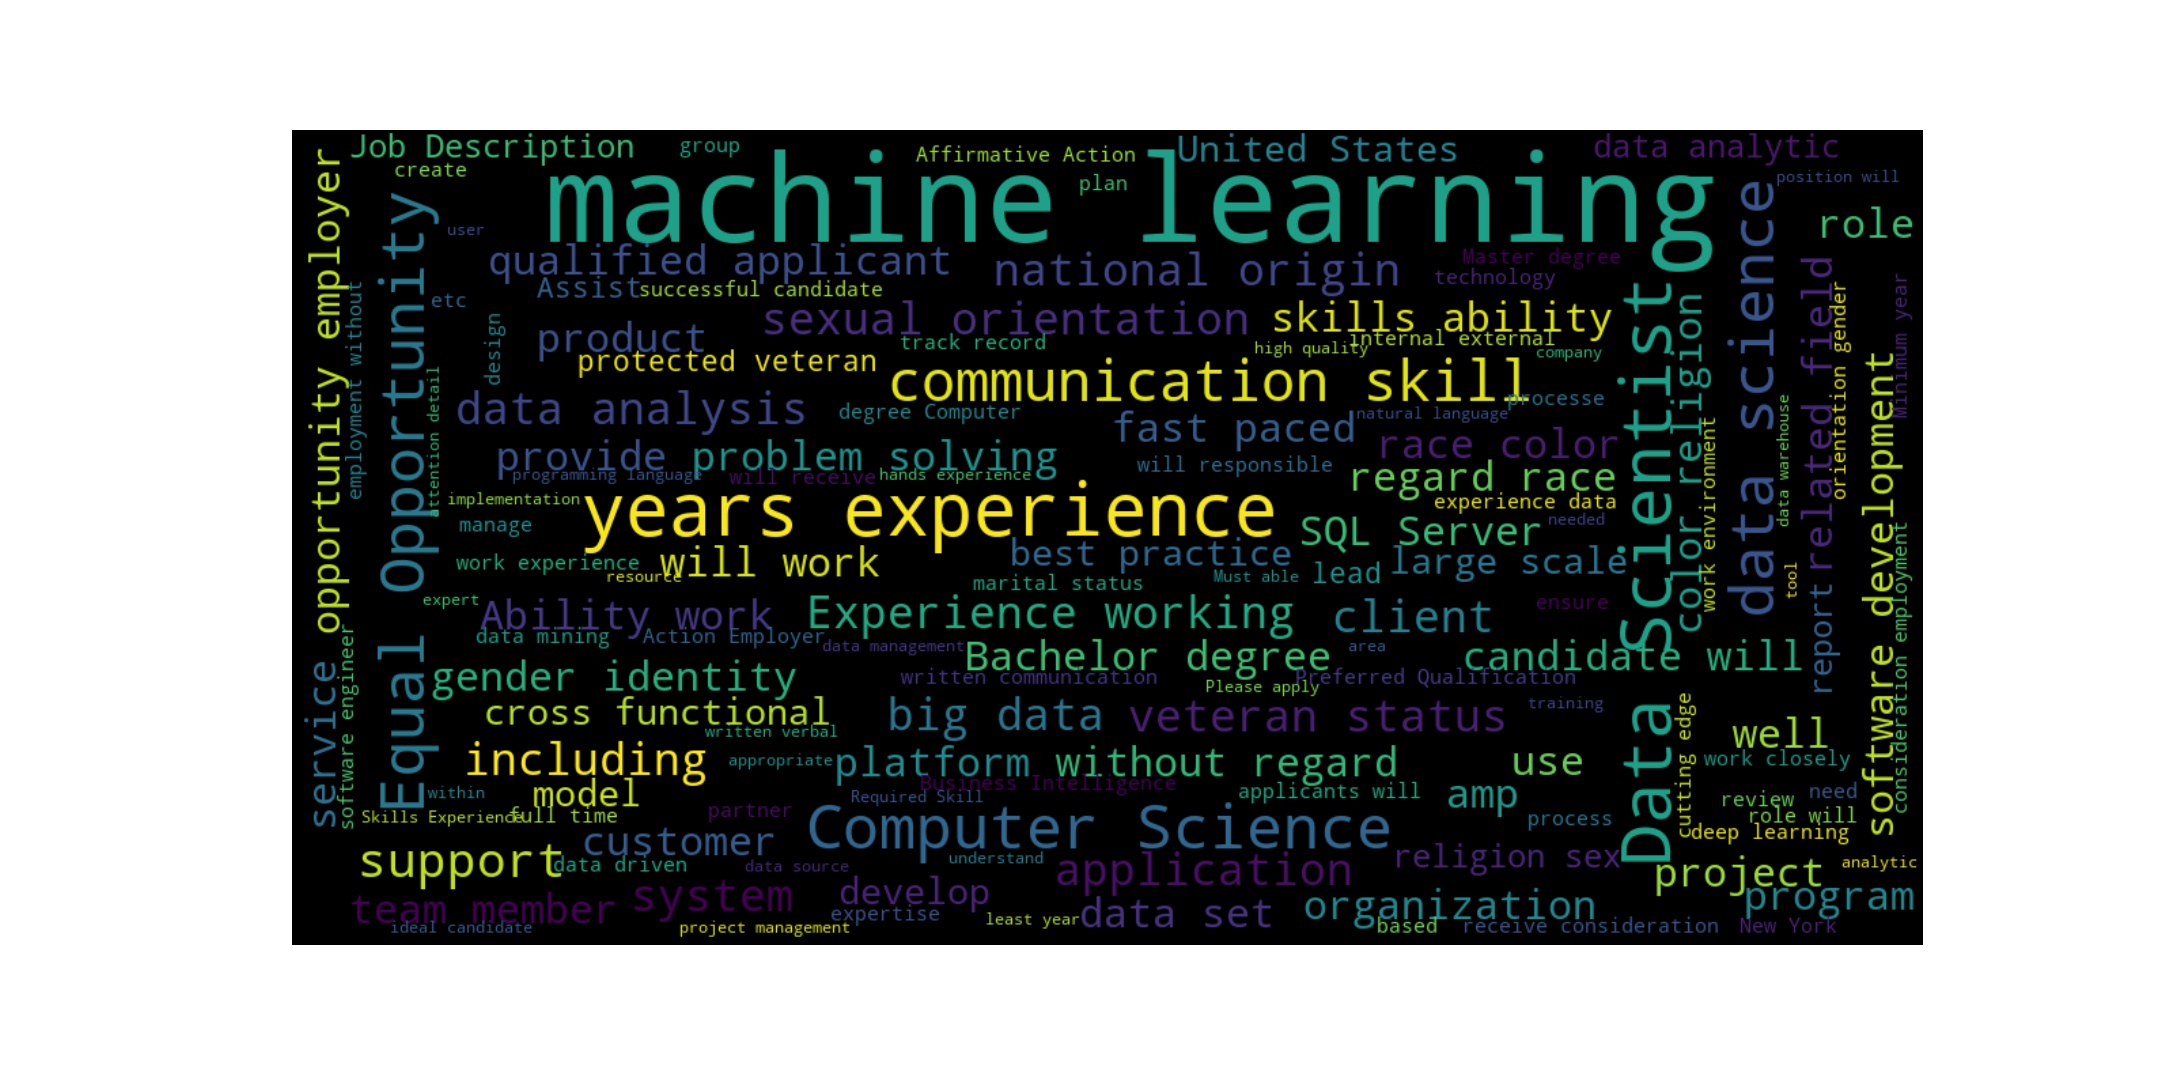 Job Description
group
Affirmative Action
United States
data analytic
create
plan
position will
machine learning
role
user
qualified applicant
national origin
Master degree
technology
Assist
successful candidate
etc
sexual orientation
skills ability
product
track record
internal external
high quality
company
design
protected veteran
communication skill
processe
data analysis
degree Computer
natural language
fast paced
race color
provide
problem solving
will responsible
programming language
will receive
hands experience
regard race
implementation
years experience
experience data
manage
SQL Server
needed
work experience
will work
best practice
large scale
resource
marital status
Must able
lead
expert
Ability work
Experience working
client
ensure
data mining
Action Employer
data management
Bachelor degree
area
candidate will
gender identity
written communication
Please apply
Preferred Qualification
cross functional
big data
veteran status
training
written verbal
including
appropriate
platform
without regard
use
well
work closely
Business Intelligence
within
model
partner
Required Skill
applicants will
amp
review
need
Skills Experience
full time
customer
Computer Science
process
role will
deep learning
support
data driven
data source
understand
application
religion sex
project
analytic
team member
system
develop
expertise
least year
data set
organization
based
program
ideal candidate
project management
receive consideration
New York
opportunity employer
employment without
service
software engineer
Equal Opportunity
attention detail
Data Scientist
color religion
work environment
cutting edge
data science
data warehouse
tool
related field
report
orientation gender
software development
Minimum year
consideration employment